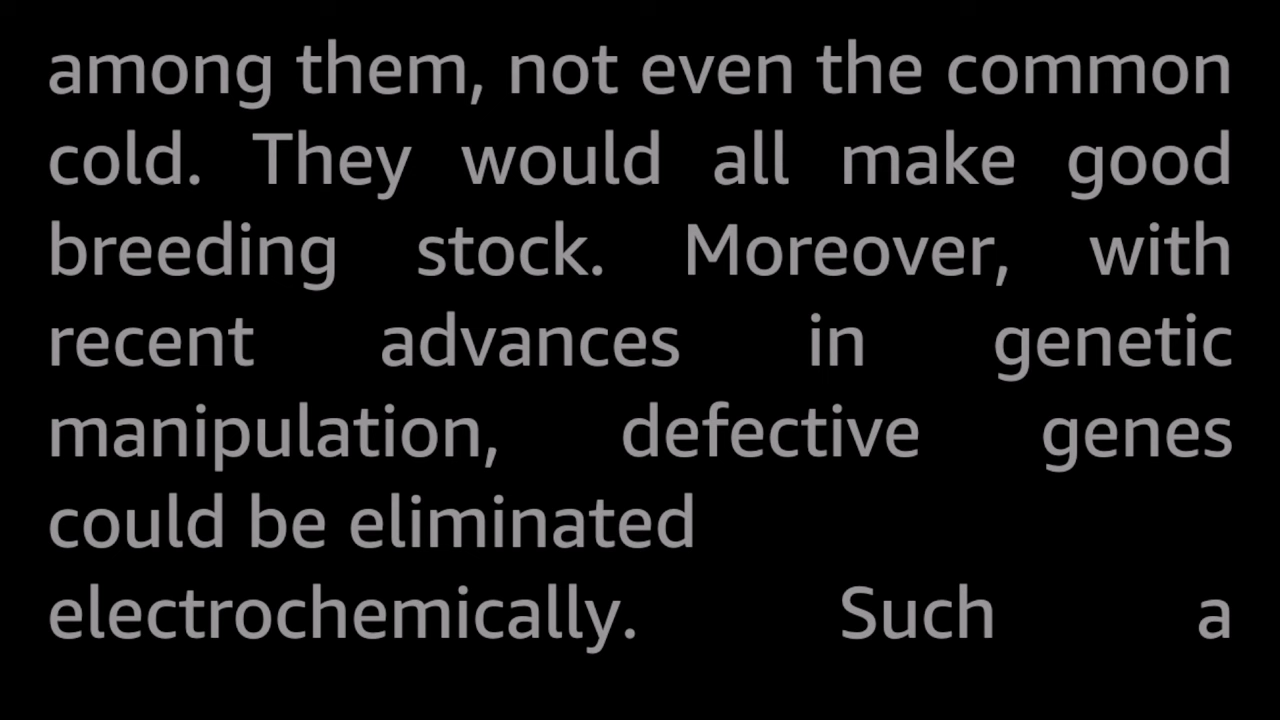 among them, not even the common
cold. They would all make good
breeding stock. Moreover, with
recent advances in genetic
manipulation, defective genes
could be eliminated
electrochemically. Such a